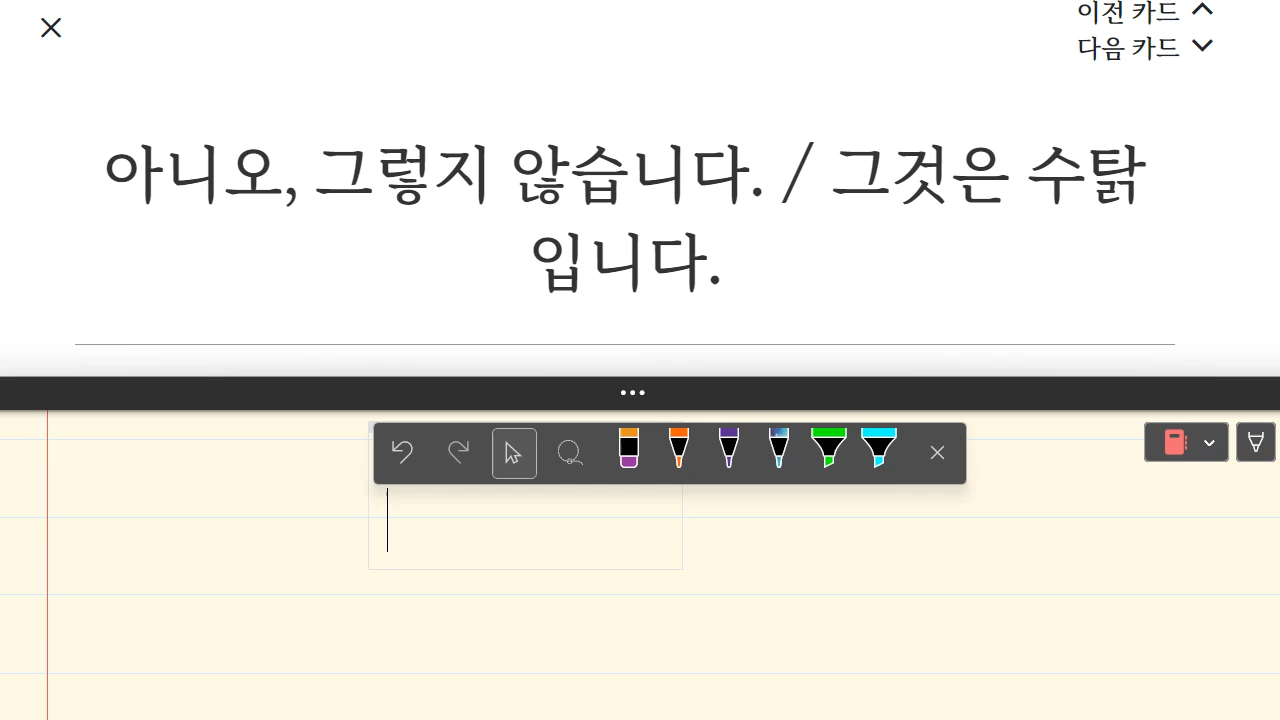 이전 카드
다음 카드
아니오, 그렇지 않습니다. / 그것은 수탉
입니다.